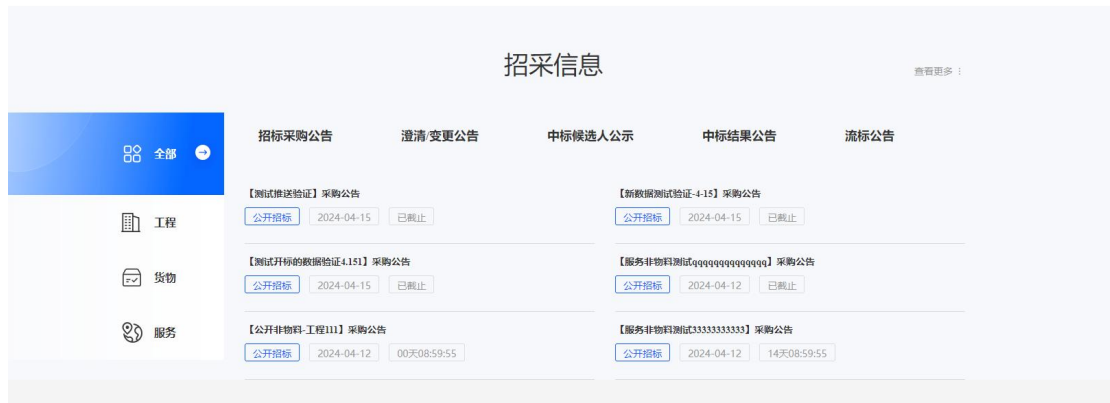 招采信息
查看更多
招标采购公告 澄清/变更公告 中标候选人公示 中标结果公告 流标公告
全部
工程
货物
服务
【测试推送验证】采购公告
公开招标 2024-04-15 已截止
【新数据测试验证-4-15】采购公告
公开招标 2024-04-15 已截止
【测试开标的数据验证4.151】采购公告
公开招标 2024-04-15 已截止
【服务非物料测试qqqqqqqqqqqqqq】采购公告
公开招标 2024-04-12 已截止
【公开非物料-工程111】采购公告
公开招标 2024-04-12 00天08:59:55
【服务非物料测试33333333333】采购公告
公开招标 2024-04-12 14天08:59:55